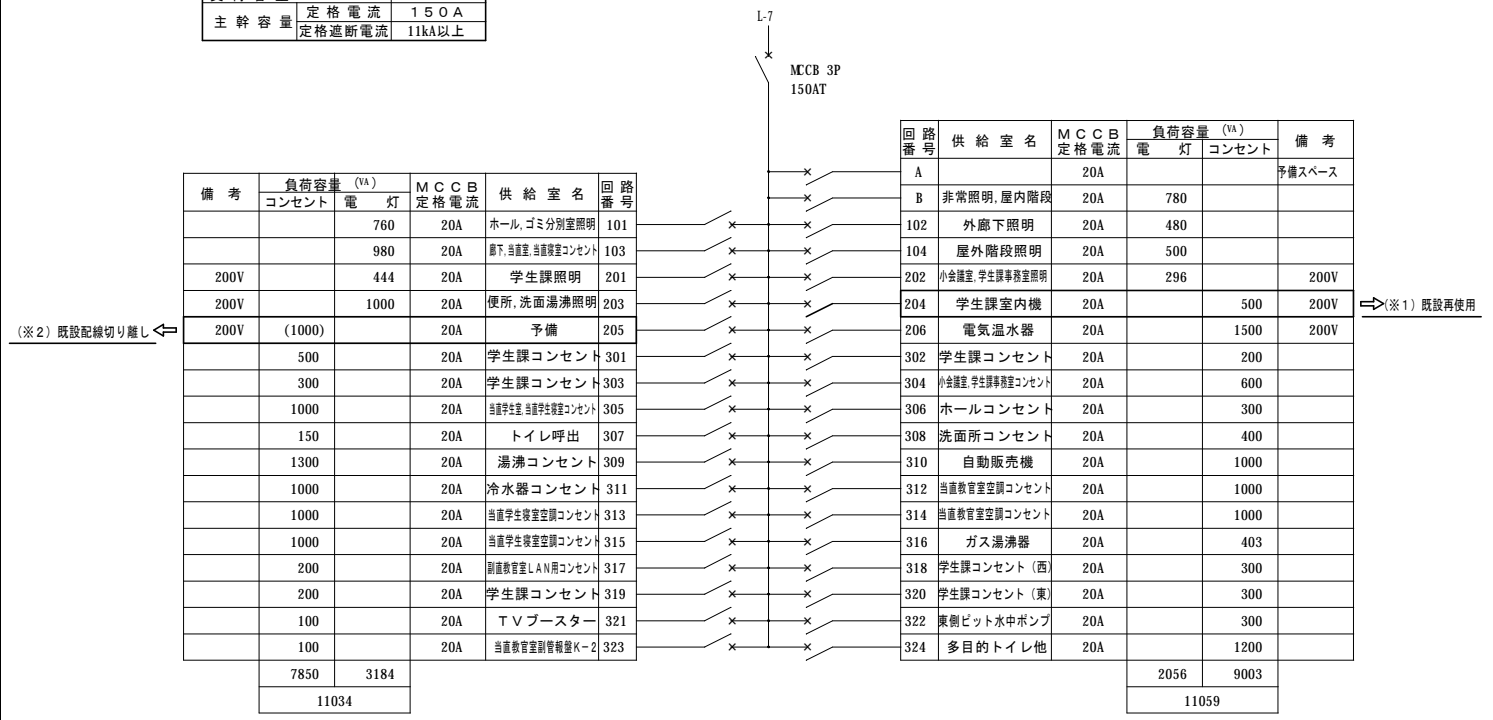 主幹容量 定格電流 150A
定格遮断電流 11kA以上
L-7
MCCB 3P
150AT
備考 負荷容量 (VA) コンセント 電灯 MCCB定格電流 供給室名 回路番号
760 20A ホール,ゴミ分別室照明 101
980 20A 廊下,当直室,当直寝室コンセント 103
200V 444 20A 学生課照明 201
200V 1000 20A 便所,洗面湯沸照明 203
(※2) 既設配線切り離し 200V (1000) 20A 予備 205
500 20A 学生課コンセント 301
300 20A 学生課コンセント 303
1000 20A 当直学生室,当直学生寝室コンセント 305
150 20A トイレ呼出 307
1300 20A 湯沸コンセント 309
1000 20A 冷水器コンセント 311
1000 20A 当直学生寝室空調コンセント 313
1000 20A 当直学生寝室空調コンセント 315
200 20A 副直教官室LAN用コンセント 317
200 20A 学生課コンセント 319
100 20A TVブースター 321
100 20A 当直教官室副管報盤K-2 323
7850 3184
11034
回路番号 供給室名 MCCB定格電流 負荷容量 (VA) 電灯 コンセント 備考
A 20A 予備スペース
B 非常照明,屋内階段 20A 780
102 外廊下照明 20A 480
104 屋外階段照明 20A 500
202 小会議室,学生課事務室照明 20A 296 200V
204 学生課室内機 20A 500 200V (※1) 既設再使用
206 電気温水器 20A 1500 200V
302 学生課コンセント 20A 200
304 小会議室,学生課事務室コンセント 20A 600
306 ホールコンセント 20A 300
308 洗面所コンセント 20A 400
310 自動販売機 20A 1000
312 当直教官室空調コンセント 20A 1000
314 当直教官室空調コンセント 20A 1000
316 ガス湯沸器 20A 403
318 学生課コンセント (西) 20A 300
320 学生課コンセント (東) 20A 300
322 東側ピット水中ポンプ 20A 300
324 多目的トイレ他 20A 1200
2056 9003
11059